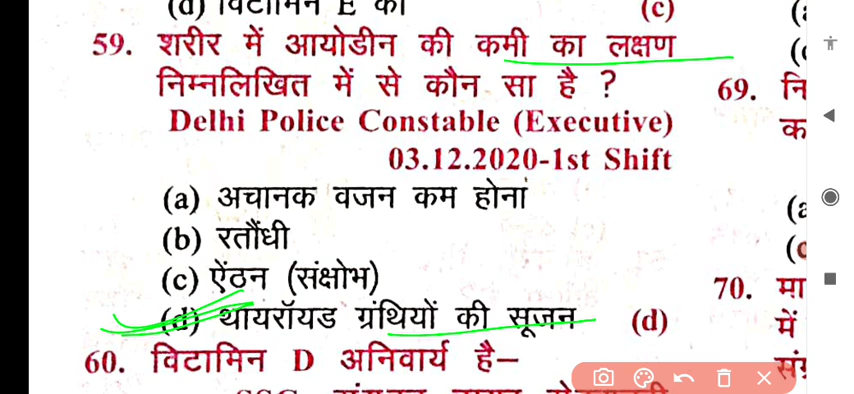 (d) विटामिन E की (c)
59. शरीर में आयोडीन की कमी का लक्षण
निम्नलिखित में से कौन सा है ?
Delhi Police Constable (Executive)
03.12.2020-1st Shift
(a) अचानक वजन कम होना
(b) रतौंधी
(c) ऐंठन (संक्षोभ)
(d) थायरॉयड ग्रंथियों की सूजन (d)
60. विटामिन D अनिवार्य है–
69. नि
क
(a
(c
70. मा
में